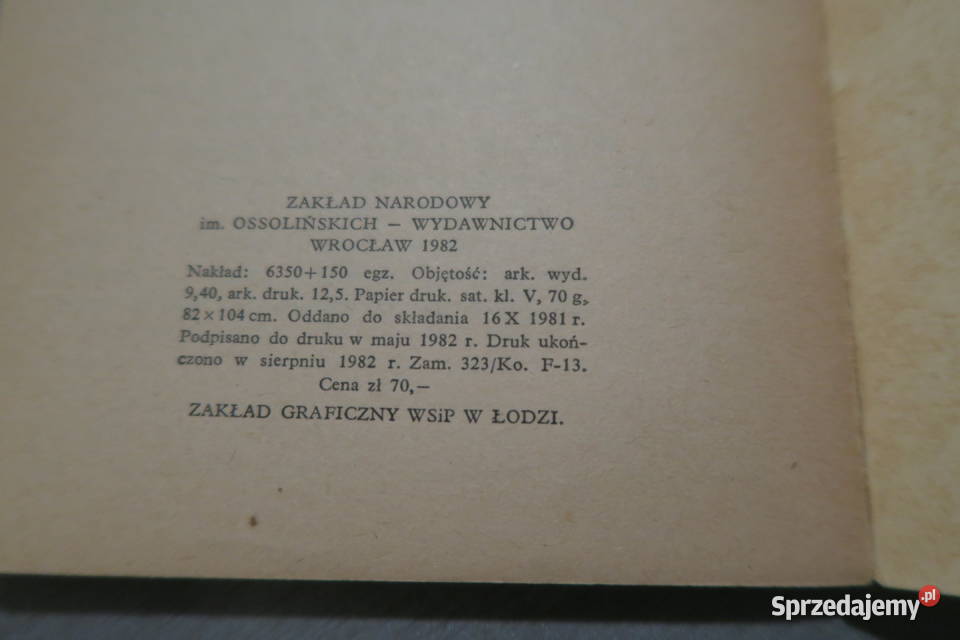 ZAKŁAD NARODOWY
im. OSSOLIŃSKICH – WYDAWNICTWO
WROCŁAW 1982
Nakład: 6350+150 egz. Objętość: ark. wyd.
9,40, ark. druk. 12,5. Papier druk. sat. kl. V, 70 g,
82×104 cm. Oddano do składania 16 X 1981 r.
Podpisano do druku w maju 1982 r. Druk ukoń-
czono w sierpniu 1982 r. Zam. 323/Ko. F-13.
Cena zł 70,—
ZAKŁAD GRAFICZNY WSiP W ŁODZI.
Sprzedajemy.pl